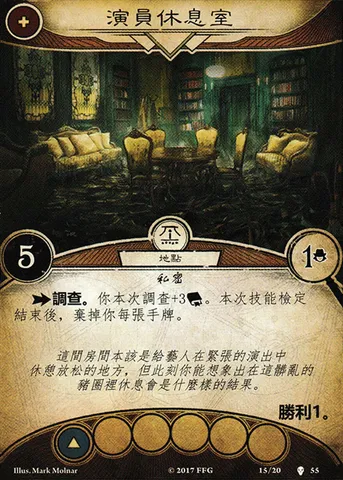 演員休息室
5
地點
1
私密
調查。你本次調查+3。本次技能檢定
結束後，棄掉你每張手牌。
這間房間本該是給藝人在緊張的演出中
休憩放松的地方，但此刻你能想象出在這髒亂的
豬圈裡休息會是什麼樣的結果。
勝利1。
Illus. Mark Molnar
© 2017 FFG
15/20
55